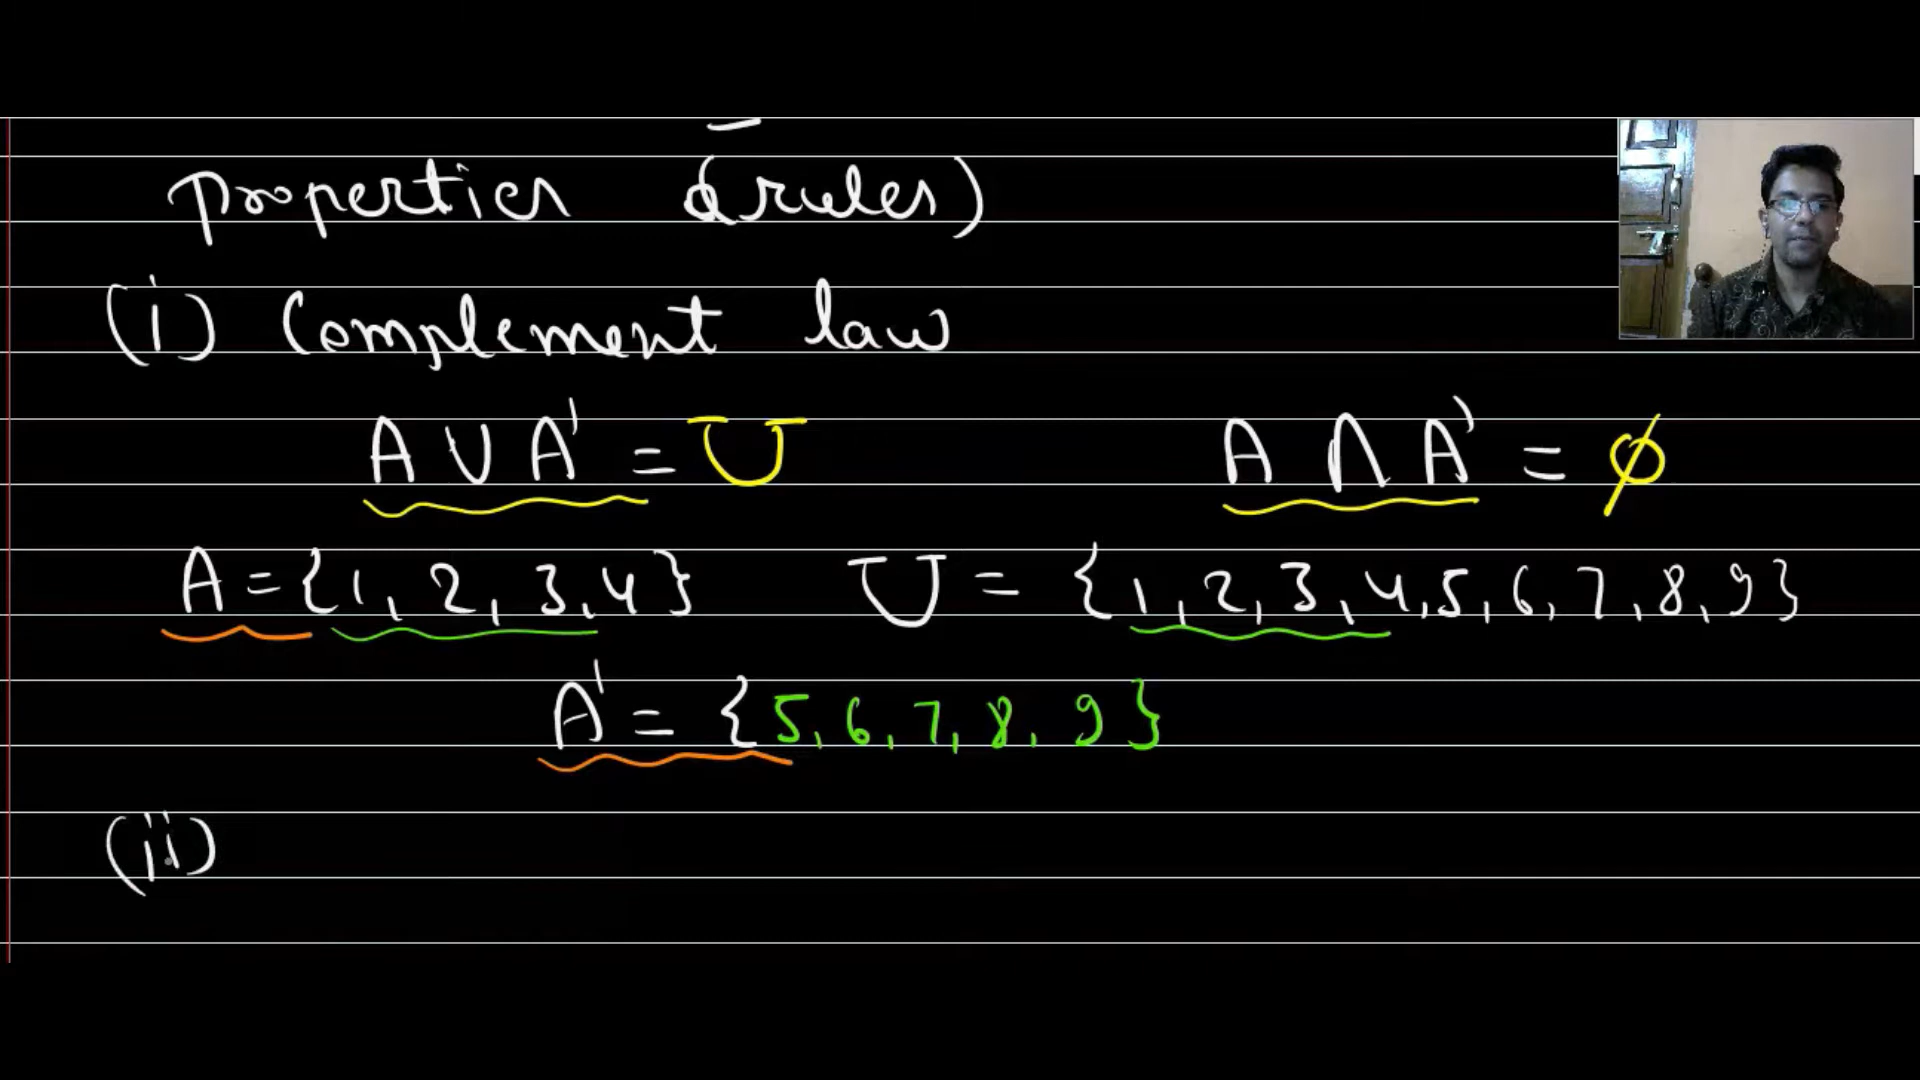 Properties (rules)
(i) Complement law
A ∪ A' = U A ∩ A' = φ
A = {1, 2, 3, 4} U = {1, 2, 3, 4, 5, 6, 7, 8, 9}
A' = {5, 6, 7, 8, 9}
(ii)